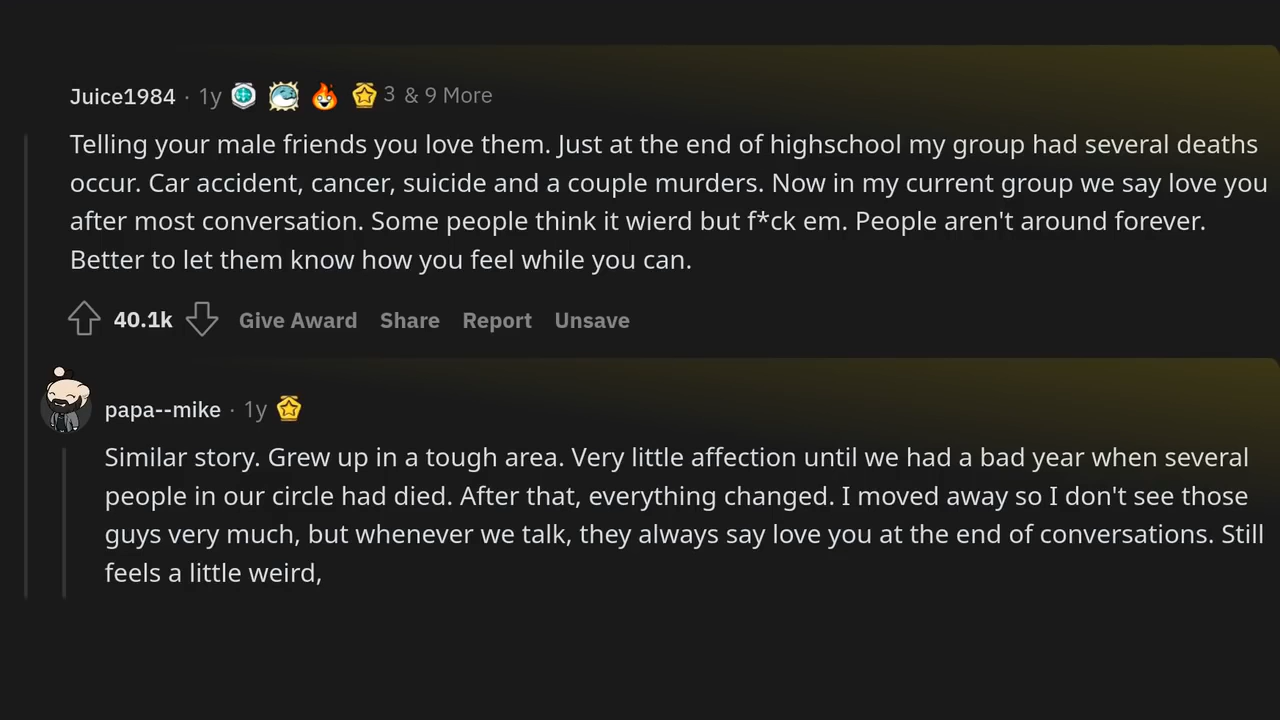 Juice1984 · 1y 3 & 9 More
Telling your male friends you love them. Just at the end of highschool my group had several deaths
occur. Car accident, cancer, suicide and a couple murders. Now in my current group we say love you
after most conversation. Some people think it wierd but f*ck em. People aren't around forever.
Better to let them know how you feel while you can.
40.1k Give Award Share Report Unsave
papa--mike · 1y
Similar story. Grew up in a tough area. Very little affection until we had a bad year when several
people in our circle had died. After that, everything changed. I moved away so I don't see those
guys very much, but whenever we talk, they always say love you at the end of conversations. Still
feels a little weird,